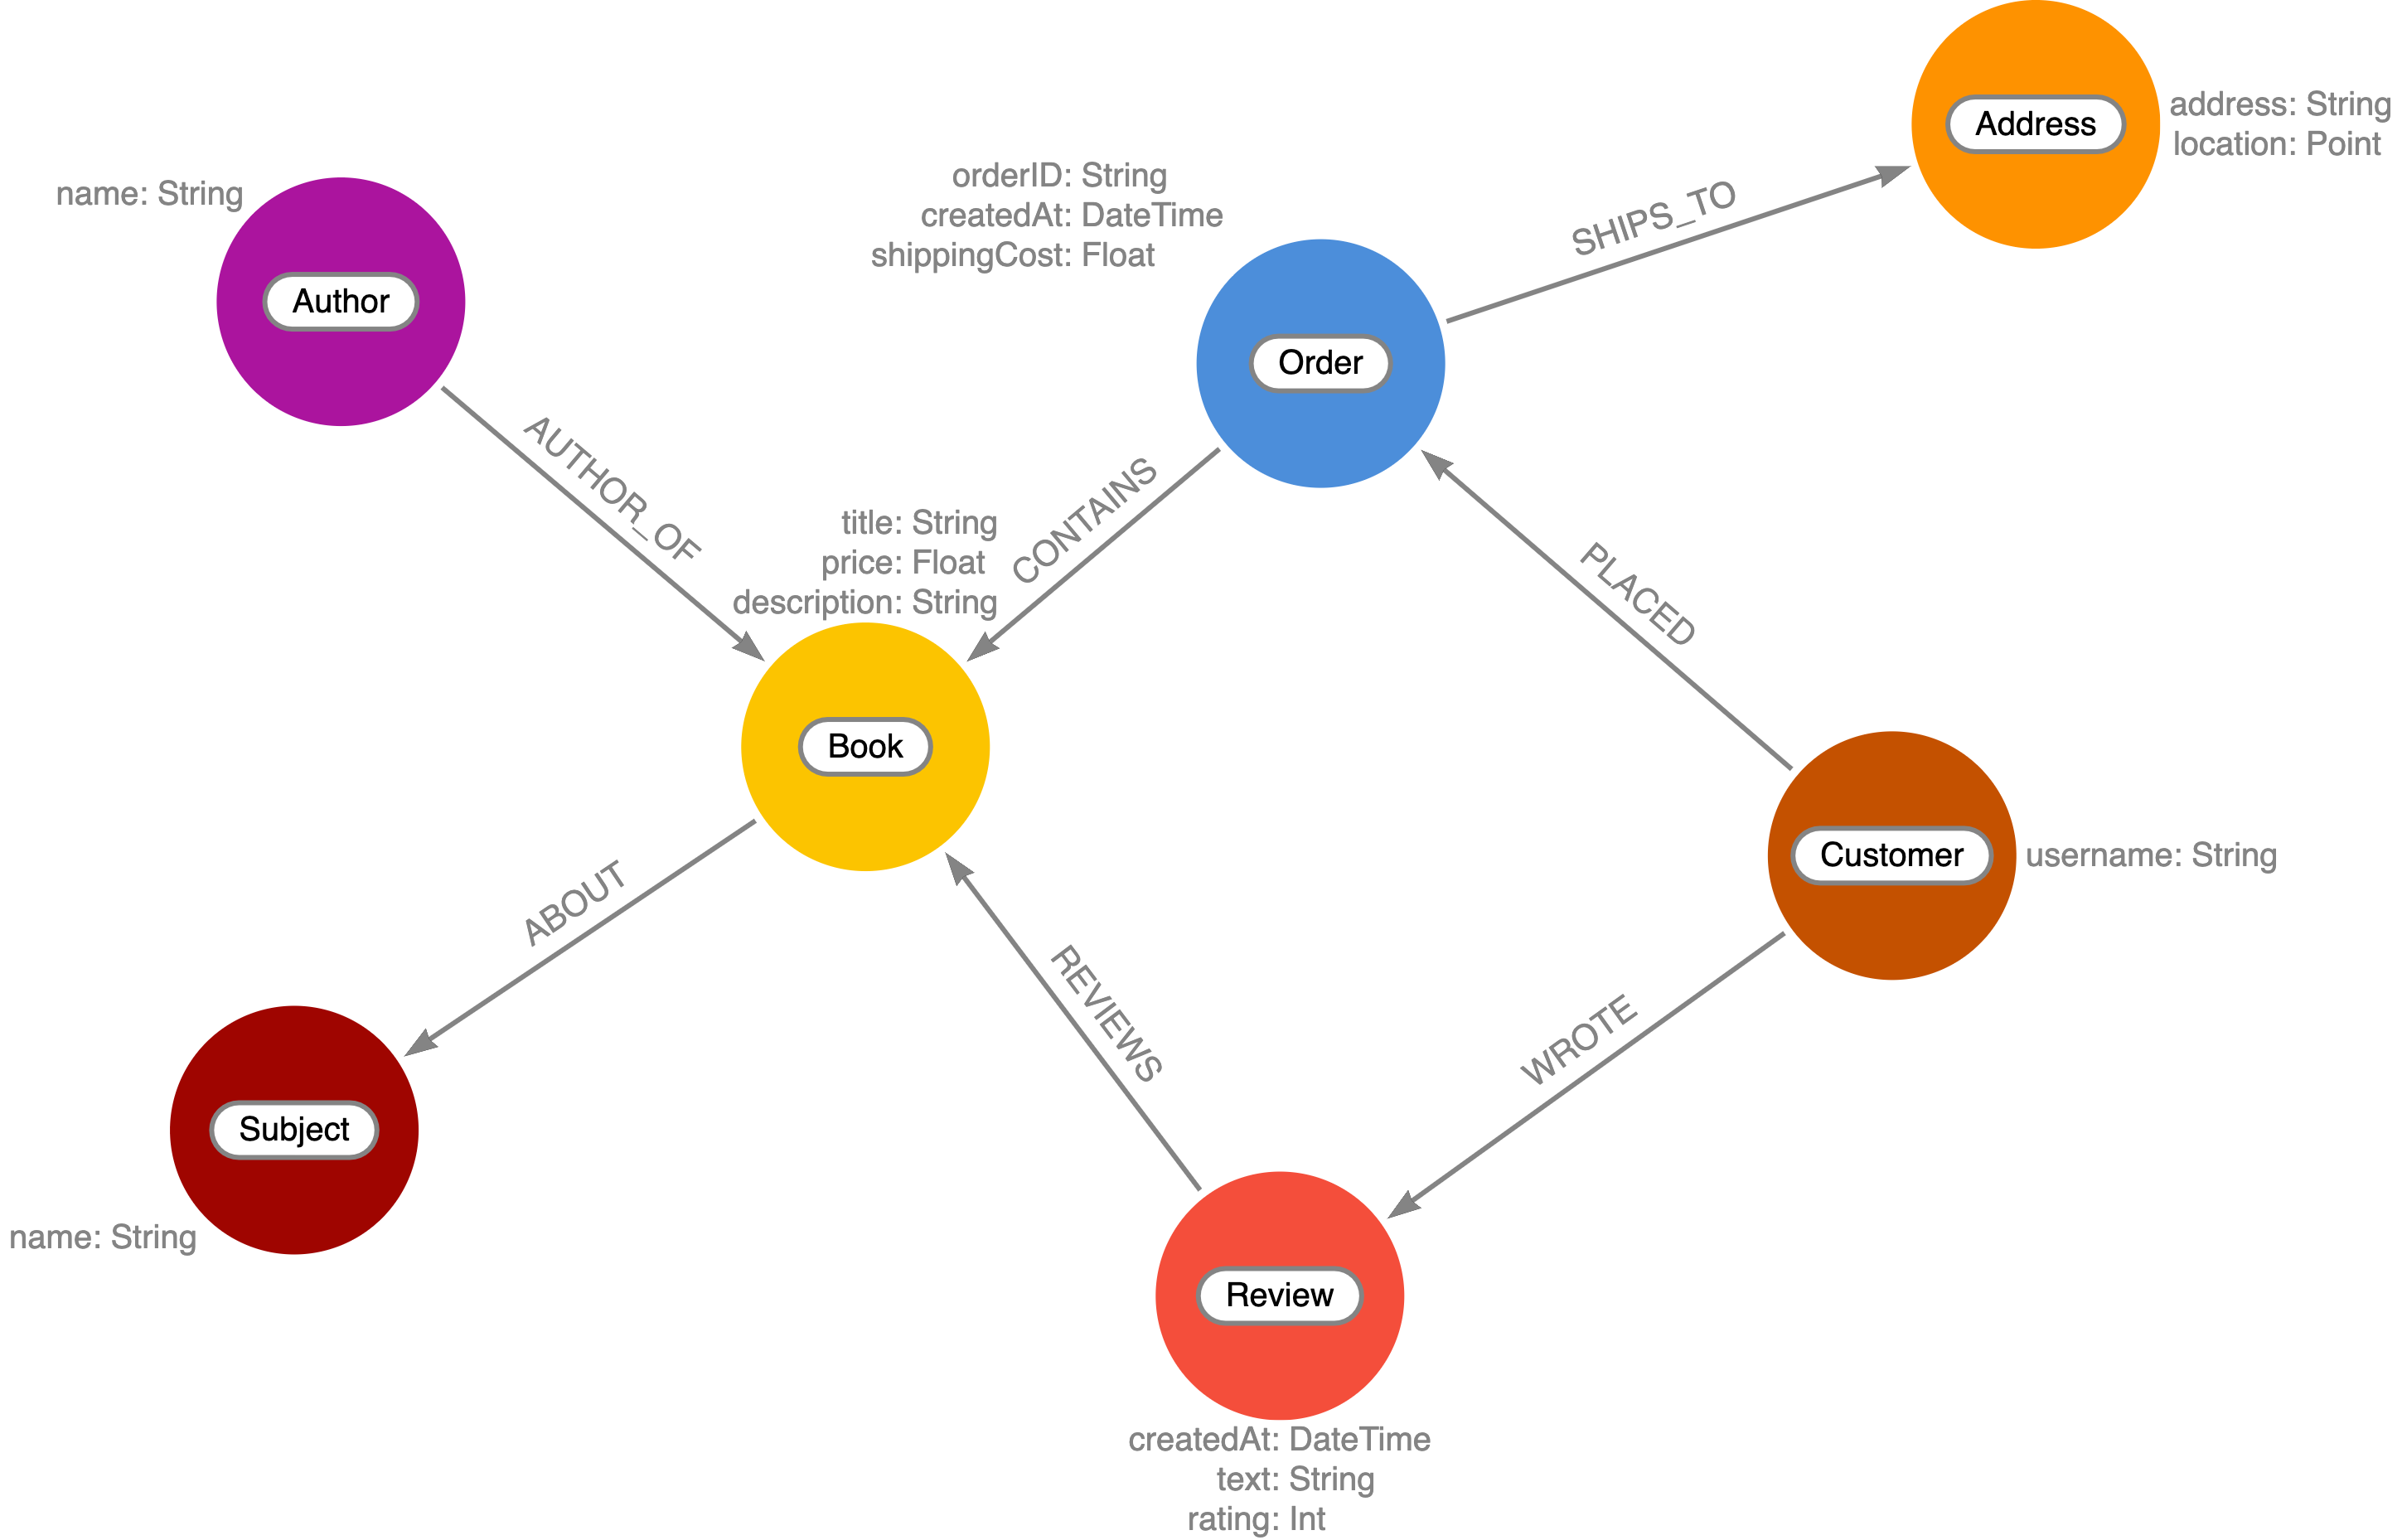 Address
address: String
location: Point
orderID: String
createdAt: DateTime
shippingCost: Float
name: String
Author
SHIPS_TO
Order
AUTHOR_OF
CONTAINS
title: String
price: Float
description: String
PLACED
Book
Customer
username: String
ABOUT
REVIEWS
WROTE
Subject
name: String
Review
createdAt: DateTime
text: String
rating: Int